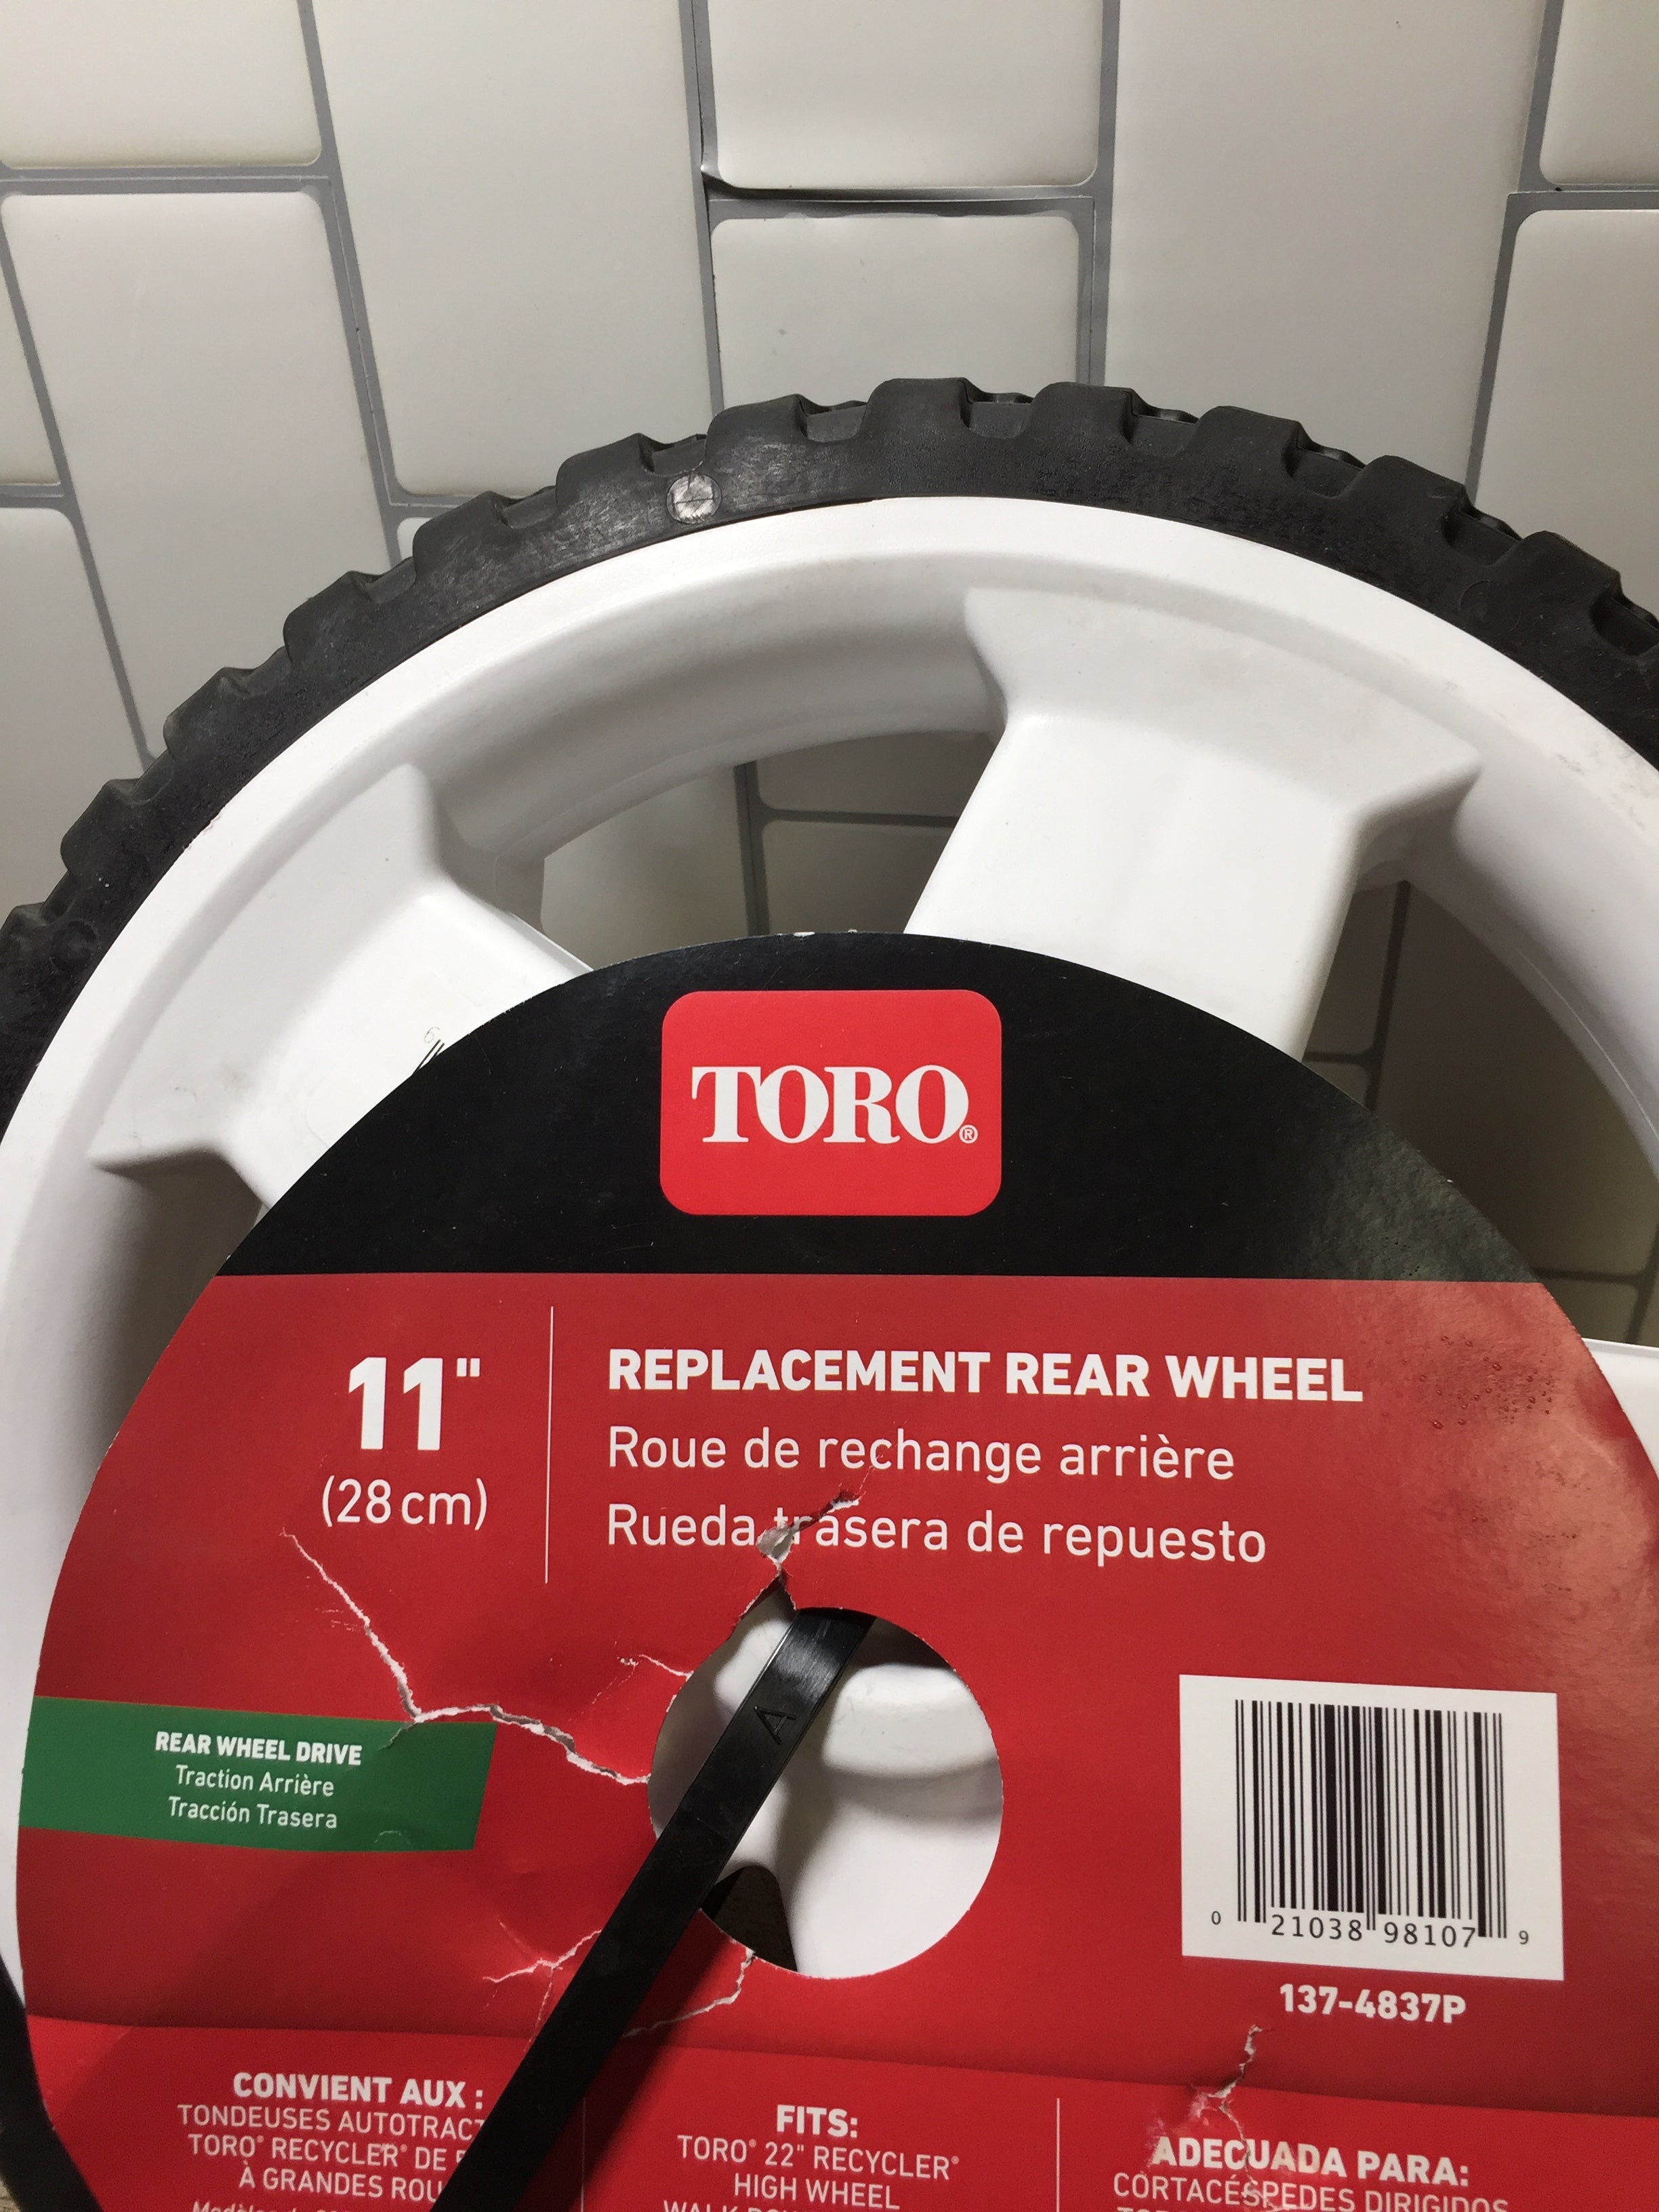 TORO®
11"
(28 cm)
REPLACEMENT REAR WHEEL
Roue de rechange arrière
Rueda trasera de repuesto
REAR WHEEL DRIVE
Traction Arrière
Tracción Trasera
A
0 21038 98107 9
137-4837P
CONVIENT AUX :
TONDEUSES AUTOTRACT
TORO® RECYCLER® DE
À GRANDES ROU
FITS:
TORO® 22" RECYCLER®
HIGH WHEEL
ADECUADA PARA:
CORTACÉSPEDES DIRIGIDOS
6